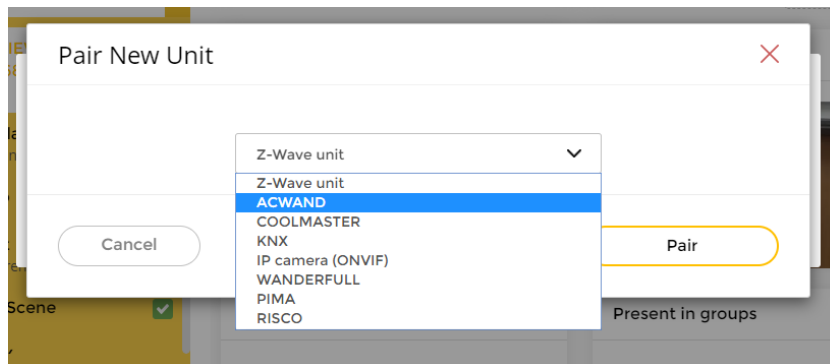 Pair New Unit
Z-Wave unit
Z-Wave unit
ACWAND
COOLMASTER
KNX
IP camera (ONVIF)
WANDERFULL
PIMA
RISCO
Cancel
Pair
Scene
Present in groups